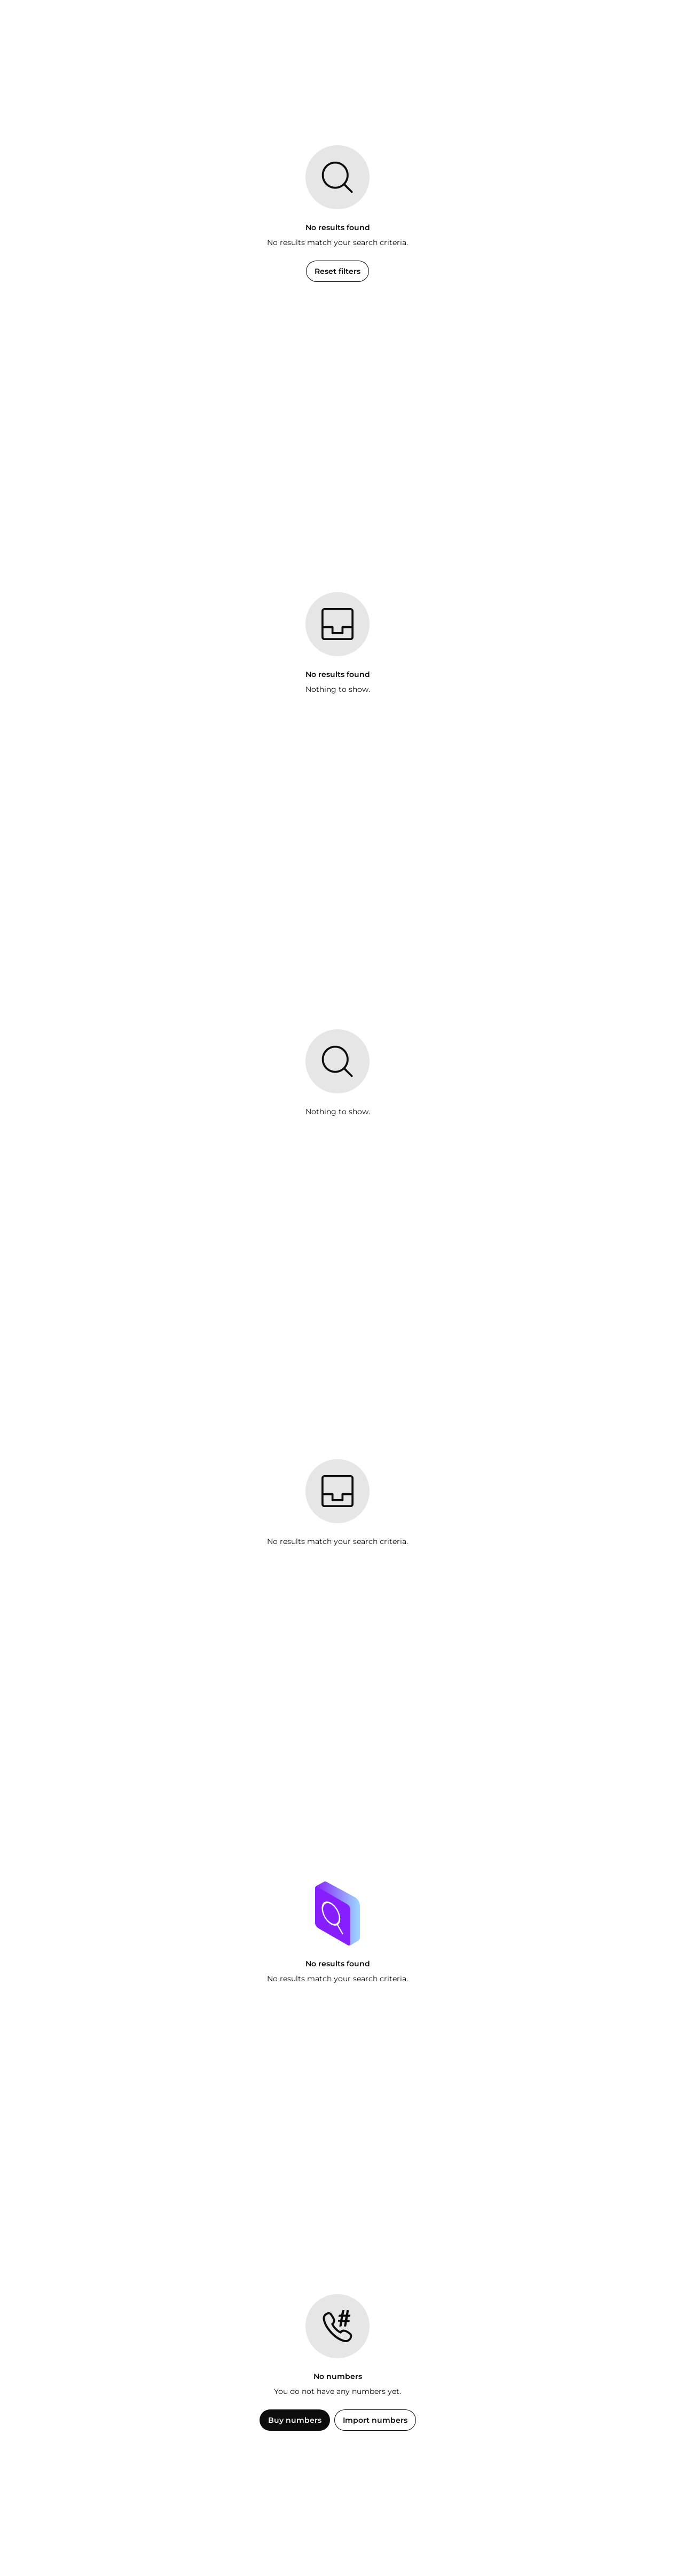 No results found
No results match your search criteria.
Reset filters
No results found
Nothing to show.
Nothing to show.
No results match your search criteria.
No results found
No results match your search criteria.
No numbers
You do not have any numbers yet.
Buy numbers Import numbers